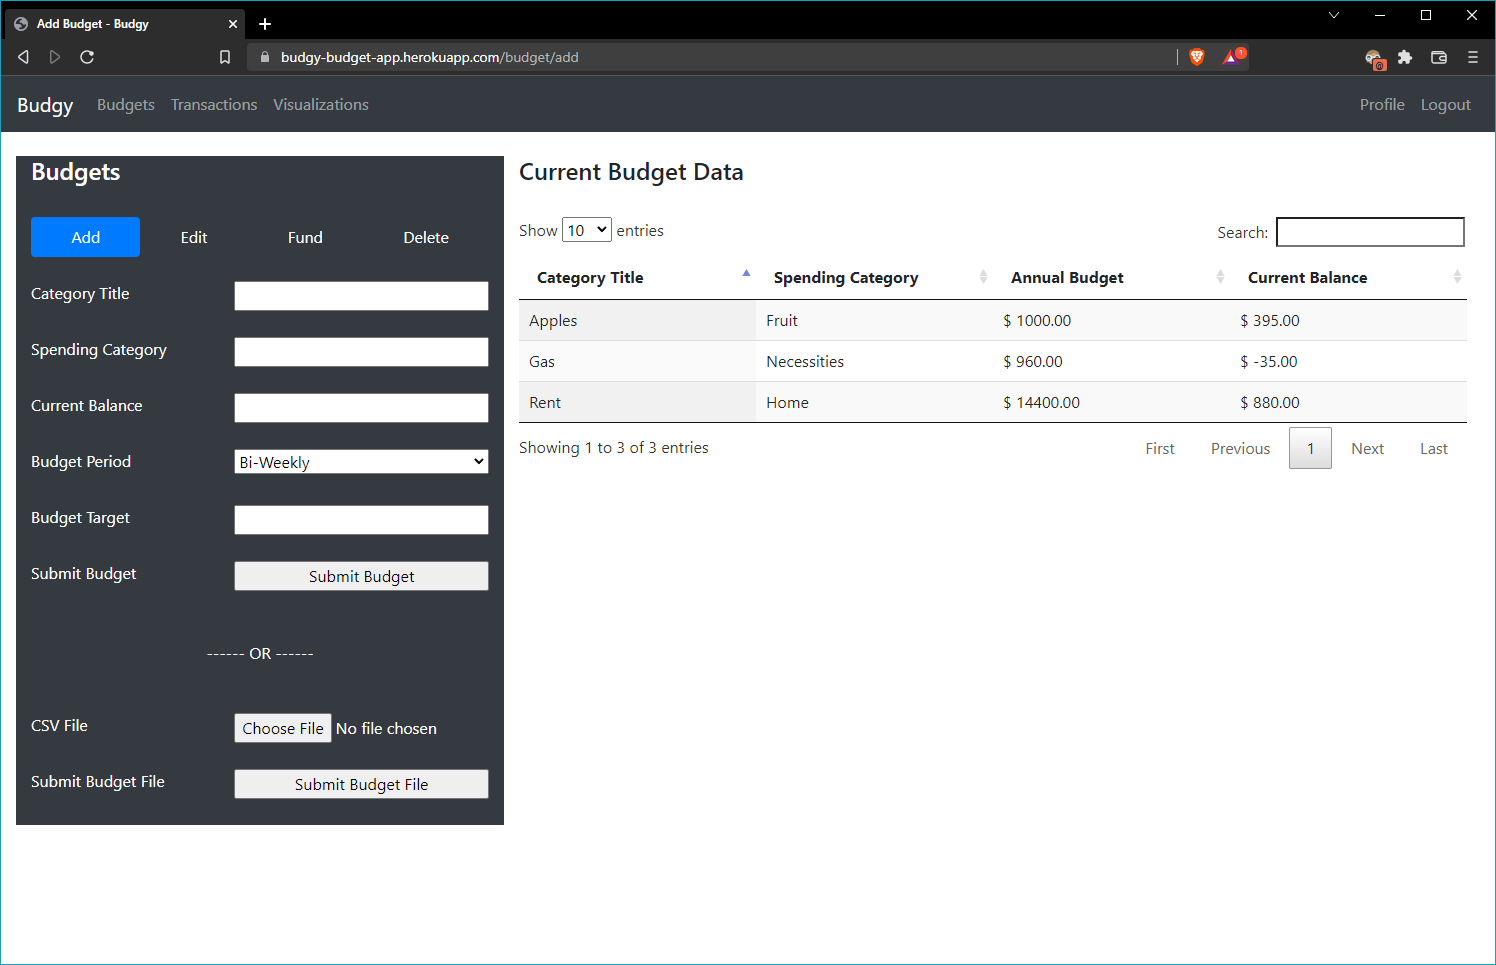 Add Budget - Budgy
budgy-budget-app.herokuapp.com/budget/add
1
Budgy Budgets Transactions Visualizations Profile Logout
Budgets
Add Edit Fund Delete
Category Title
Spending Category
Current Balance
Budget Period Bi-Weekly
Budget Target
Submit Budget Submit Budget
------ OR ------
CSV File Choose File No file chosen
Submit Budget File Submit Budget File
Current Budget Data
Show 10 entries Search:
Category Title Spending Category Annual Budget Current Balance
Apples Fruit $ 1000.00 $ 395.00
Gas Necessities $ 960.00 $ -35.00
Rent Home $ 14400.00 $ 880.00
Showing 1 to 3 of 3 entries First Previous 1 Next Last